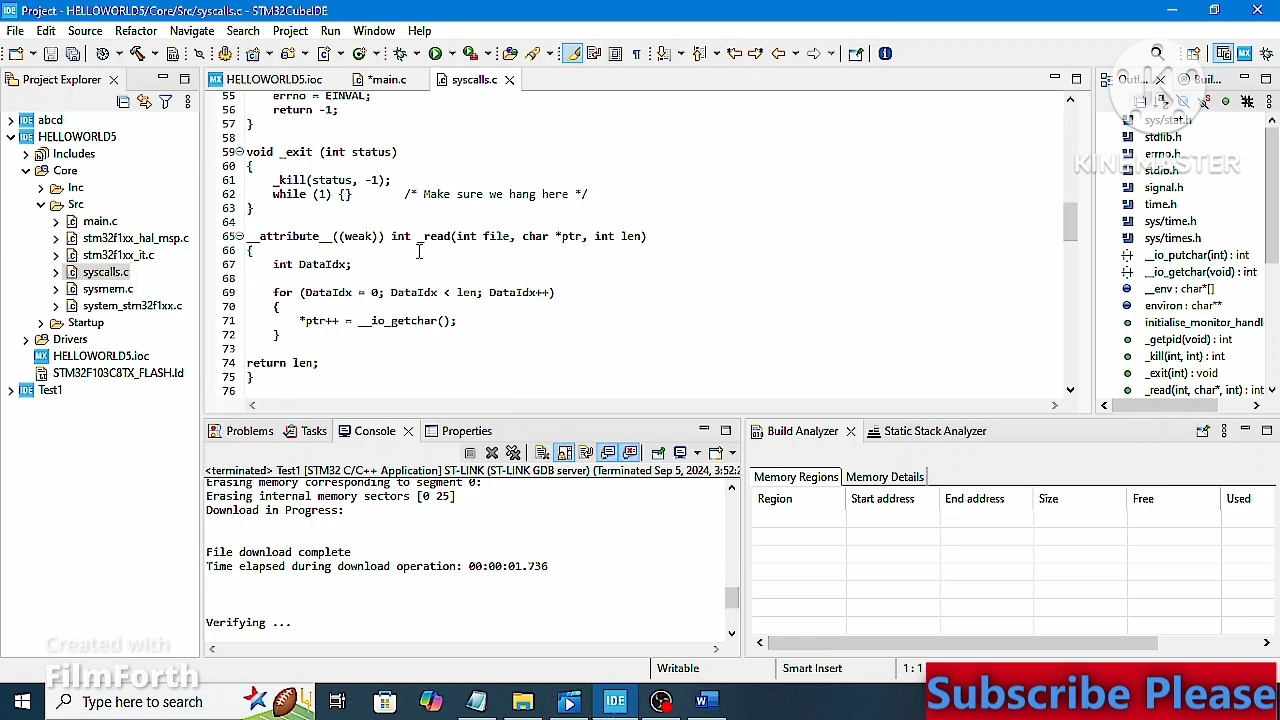 IDE Project - HELLOWORLD5/Core/Src/syscalls.c - STM32CubeIDE
File Edit Source Refactor Navigate Search Project Run Window Help
Project Explorer
abcd
HELLOWORLD5
Includes
Core
Inc
Src
main.c
stm32f1xx_hal_msp.c
stm32f1xx_it.c
syscalls.c
sysmem.c
system_stm32f1xx.c
Startup
Drivers
HELLOWORLD5.ioc
STM32F103C8TX_FLASH.ld
Test1
HELLOWORLD5.ioc *main.c syscalls.c
55 errno = EINVAL;
56 return -1;
57 }
58
59 void _exit (int status)
60 {
61 _kill(status, -1);
62 while (1) {} /* Make sure we hang here */
63 }
64
65 __attribute__((weak)) int _read(int file, char *ptr, int len)
66 {
67 int DataIdx;
68
69 for (DataIdx = 0; DataIdx < len; DataIdx++)
70 {
71 *ptr++ = __io_getchar();
72 }
73
74 return len;
75 }
76
Outl... Buil...
KINEMASTER
sys/stat.h
stdlib.h
errno.h
stdio.h
signal.h
time.h
sys/time.h
sys/times.h
__io_putchar(int) : int
__io_getchar(void) : int
__env : char*[]
environ : char**
initialise_monitor_handl
_getpid(void) : int
_kill(int, int) : int
_exit(int) : void
_read(int, char*, int) : int
Problems Tasks Console Properties
<terminated> Test1 [STM32 C/C++ Application] ST-LINK (ST-LINK GDB server) (Terminated Sep 5, 2024, 3:52:2
Erasing memory corresponding to segment 0:
Erasing internal memory sectors [0 25]
Download in Progress:
File download complete
Time elapsed during download operation: 00:00:01.736
Verifying ...
Build Analyzer Static Stack Analyzer
Memory Regions Memory Details
Region Start address End address Size Free Used
Created with
FilmForth
Writable Smart Insert 1 : 1
Type here to search
Subscribe Please